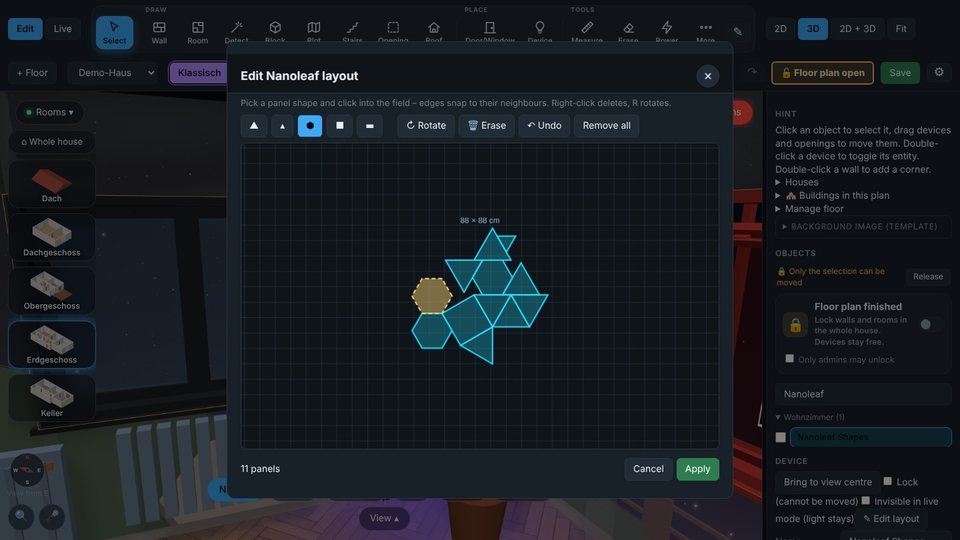 DRAW
PLACE
TOOLS
Edit
Live
Select
Wall
Room
Detect
Block
Plot
Stairs
Opening
Roof
Door/Window
Device
Measure
Erase
Power
More
2D
3D
2D + 3D
Fit
+ Floor
Demo-Haus
Klassisch
Floor plan open
Save
Rooms ▾
⌂ Whole house
Dach
Dachgeschoss
Obergeschoss
Erdgeschoss
Keller
Edit Nanoleaf layout
Pick a panel shape and click into the field – edges snap to their neighbours. Right-click deletes, R rotates.
Rotate
Erase
Undo
Remove all
88 × 88 cm
11 panels
Cancel
Apply
View ▴
HINT
Click an object to select it, drag devices
and openings to move them. Double-
click a device to toggle its entity.
Double-click a wall to add a corner.
▶ Houses
▶ Buildings in this plan
▶ Manage floor
▶ BACKGROUND IMAGE (TEMPLATE)
OBJECTS
Only the selection can be
moved
Release
Floor plan finished
Lock walls and rooms in
the whole house.
Devices stay free.
Only admins may unlock
Nanoleaf
▼ Wohnzimmer (1)
Nanoleaf Shapes
DEVICE
Bring to view centre
Lock
(cannot be moved)
Invisible in live
mode (light stays)
Edit layout